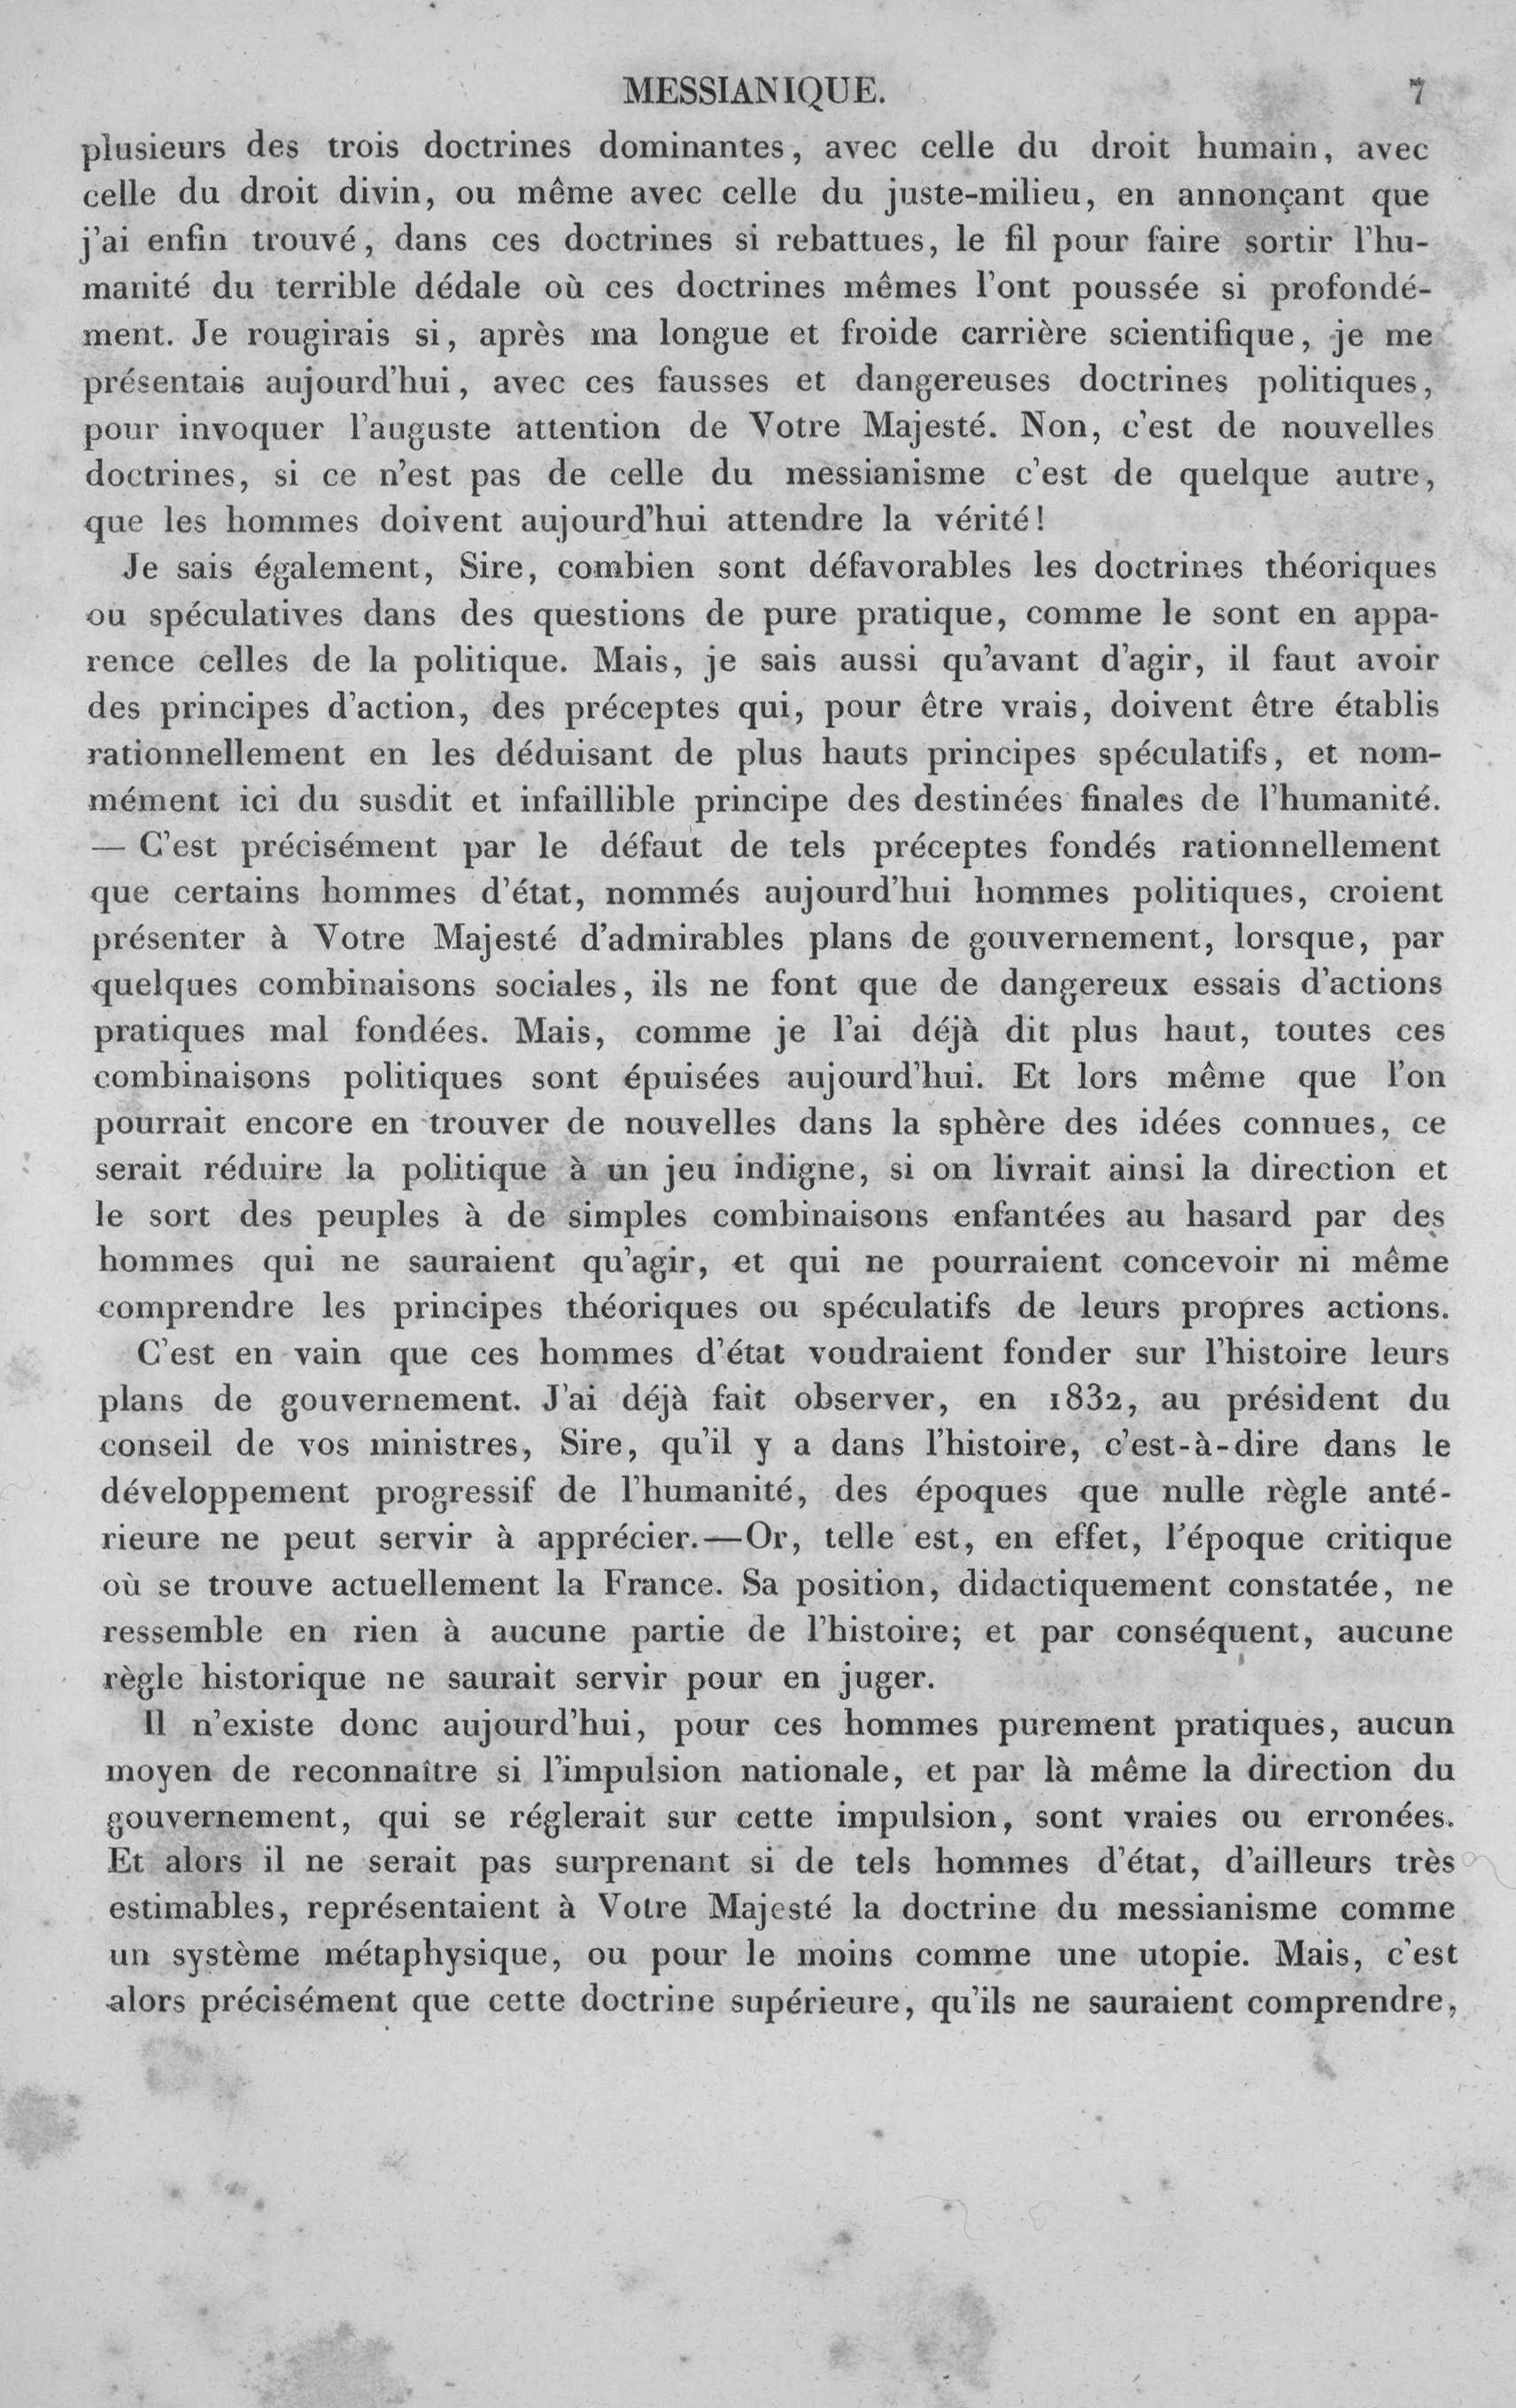 MESSIANIQUE. 7
plusieurs des trois doctrines dominantes, avec celle du droit humain, avec
celle du droit divin, ou même avec celle du juste-milieu, en annonçant que
j'ai enfin trouvé, dans ces doctrines si rebattues, le fil pour faire sortir l'hu-
manité du terrible dédale où ces doctrines mêmes l'ont poussée si profondé-
ment. Je rougirais si, après ma longue et froide carrière scientifique, je me
présentais aujourd'hui, avec ces fausses et dangereuses doctrines politiques,
pour invoquer l'auguste attention de Votre Majesté. Non, c'est de nouvelles
doctrines, si ce n'est pas de celle du messianisme c'est de quelque autre,
que les hommes doivent aujourd'hui attendre la vérité!
Je sais également, Sire, combien sont défavorables les doctrines théoriques
ou spéculatives dans des questions de pure pratique, comme le sont en appa-
rence celles de la politique. Mais, je sais aussi qu'avant d'agir, il faut avoir
des principes d'action, des préceptes qui, pour être vrais, doivent être établis
rationnellement en les déduisant de plus hauts principes spéculatifs, et nom-
mément ici du susdit et infaillible principe des destinées finales de l'humanité.
— C'est précisément par le défaut de tels préceptes fondés rationnellement
que certains hommes d'état, nommés aujourd'hui hommes politiques, croient
présenter à Votre Majesté d'admirables plans de gouvernement, lorsque, par
quelques combinaisons sociales, ils ne font que de dangereux essais d'actions
pratiques mal fondées. Mais, comme je l'ai déjà dit plus haut, toutes ces
combinaisons politiques sont épuisées aujourd'hui. Et lors même que l'on
pourrait encore en trouver de nouvelles dans la sphère des idées connues, ce
serait réduire la politique à un jeu indigne, si on livrait ainsi la direction et
le sort des peuples à de simples combinaisons enfantées au hasard par des
hommes qui ne sauraient qu'agir, et qui ne pourraient concevoir ni même
comprendre les principes théoriques ou spéculatifs de leurs propres actions.
C'est en vain que ces hommes d'état voudraient fonder sur l'histoire leurs
plans de gouvernement. J'ai déjà fait observer, en 1832, au président du
conseil de vos ministres, Sire, qu'il y a dans l'histoire, c'est-à-dire dans le
développement progressif de l'humanité, des époques que nulle règle anté-
rieure ne peut servir à apprécier.—Or, telle est, en effet, l'époque critique
où se trouve actuellement la France. Sa position, didactiquement constatée, ne
ressemble en rien à aucune partie de l'histoire; et par conséquent, aucune
règle historique ne saurait servir pour en juger.
Il n'existe donc aujourd'hui, pour ces hommes purement pratiques, aucun
moyen de reconnaître si l'impulsion nationale, et par là même la direction du
gouvernement, qui se réglerait sur cette impulsion, sont vraies ou erronées.
Et alors il ne serait pas surprenant si de tels hommes d'état, d'ailleurs très
estimables, représentaient à Votre Majesté la doctrine du messianisme comme
un système métaphysique, ou pour le moins comme une utopie. Mais, c'est
alors précisément que cette doctrine supérieure, qu'ils ne sauraient comprendre,